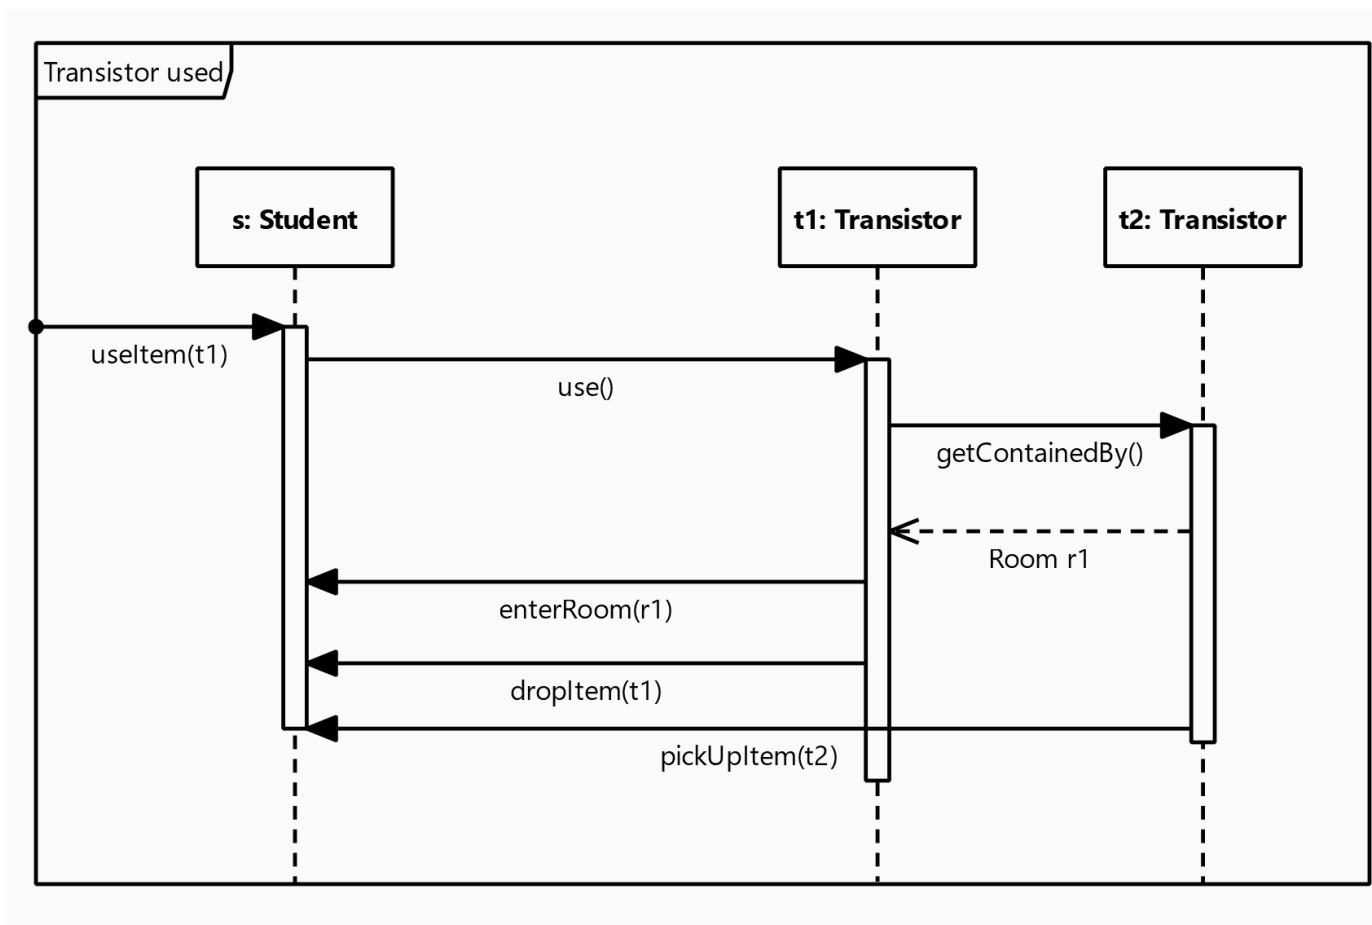 Transistor used
s: Student
t1: Transistor
t2: Transistor
useItem(t1)
use()
getContainedBy()
Room r1
enterRoom(r1)
dropItem(t1)
pickUpItem(t2)